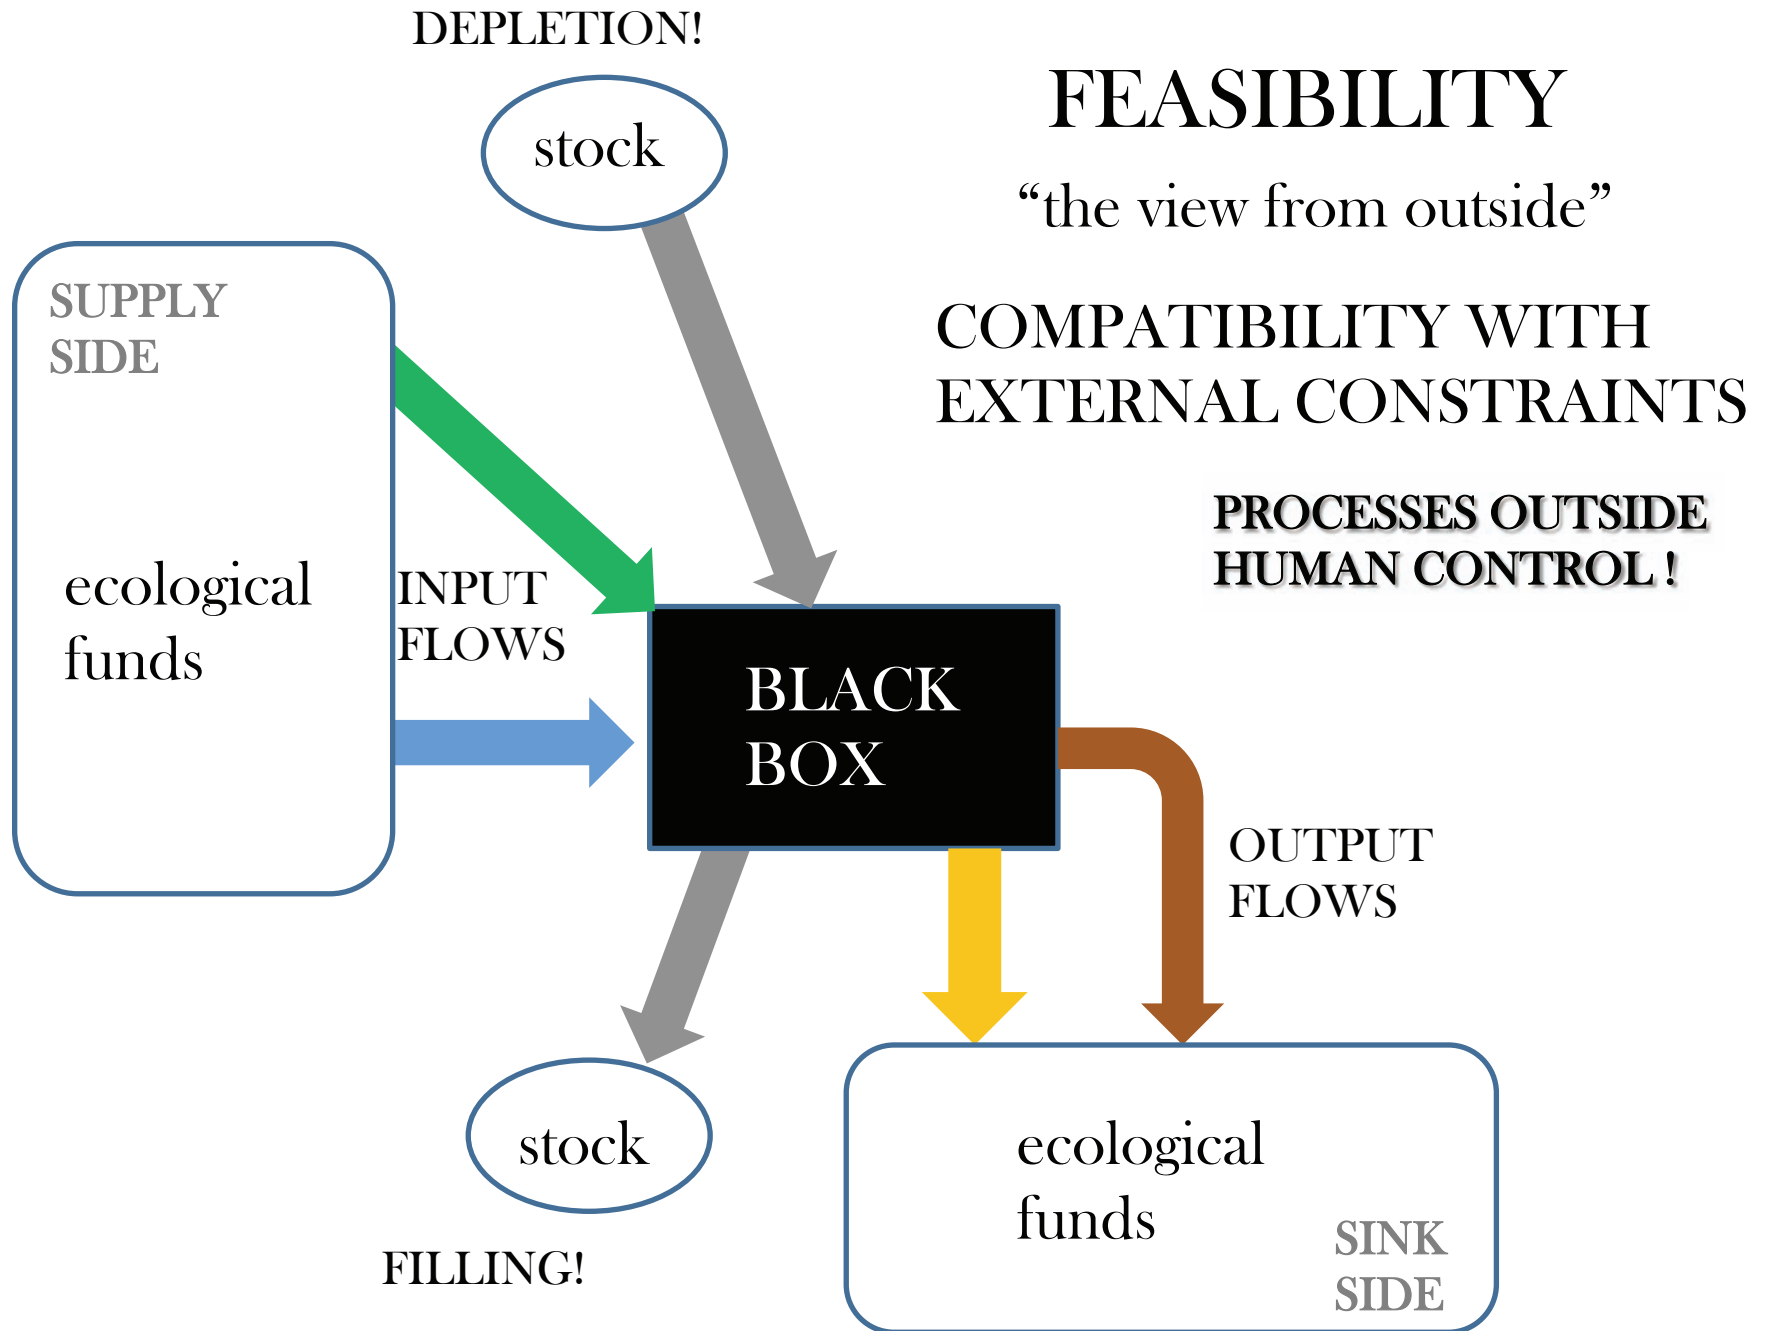 DEPLETION!
stock
FEASIBILITY
“the view from outside”
COMPATIBILITY WITH
EXTERNAL CONSTRAINTS
PROCESSES OUTSIDE
HUMAN CONTROL !
SUPPLY
SIDE
ecological
funds
INPUT
FLOWS
BLACK
BOX
OUTPUT
FLOWS
stock
FILLING!
ecological
funds
SINK
SIDE